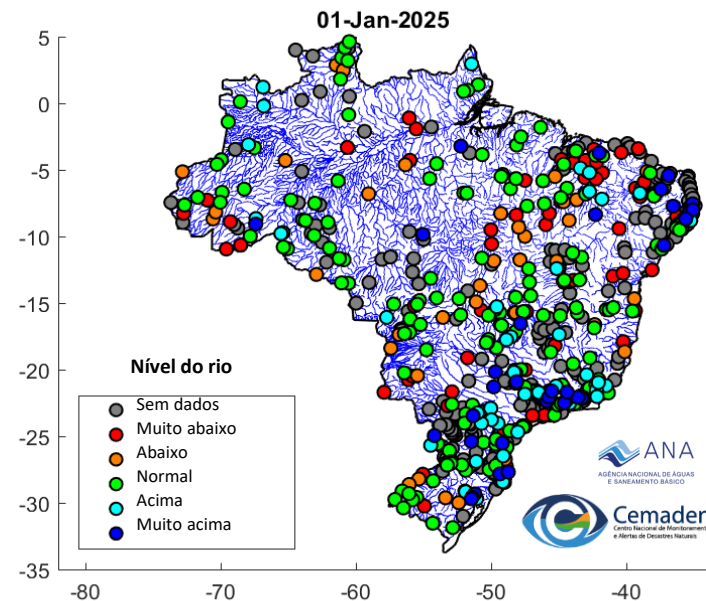 01-Jan-2025
5
0
-5
-10
-15
-20
-25
-30
-35
-80
-70
-60
-50
-40
Nível do rio
Sem dados
Muito abaixo
Abaixo
Normal
Acima
Muito acima
ANA
AGÊNCIA NACIONAL DE ÁGUAS
E SANEAMENTO BÁSICO
Cemaden
Centro Nacional de Monitoramento
e Alertas de Desastres Naturais